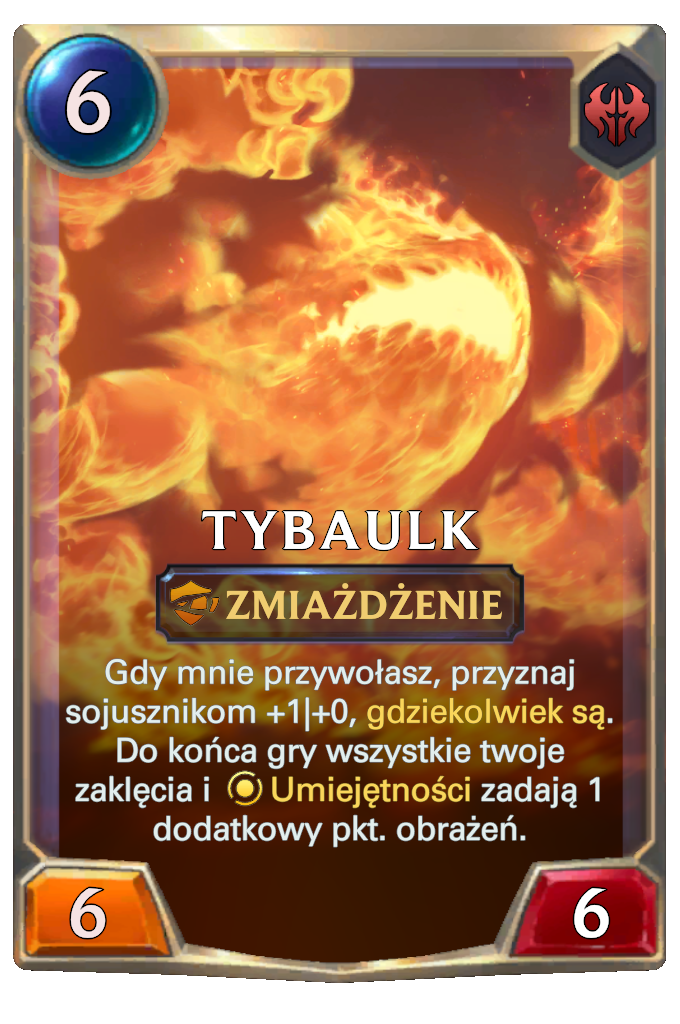 6
TYBAULK
ZMIAŻDŻENIE
Gdy mnie przywołasz, przyznaj
sojusznikom +1|+0, gdziekolwiek są.
Do końca gry wszystkie twoje
zaklęcia i Umiejętności zadają 1
dodatkowy pkt. obrażeń.
6 6